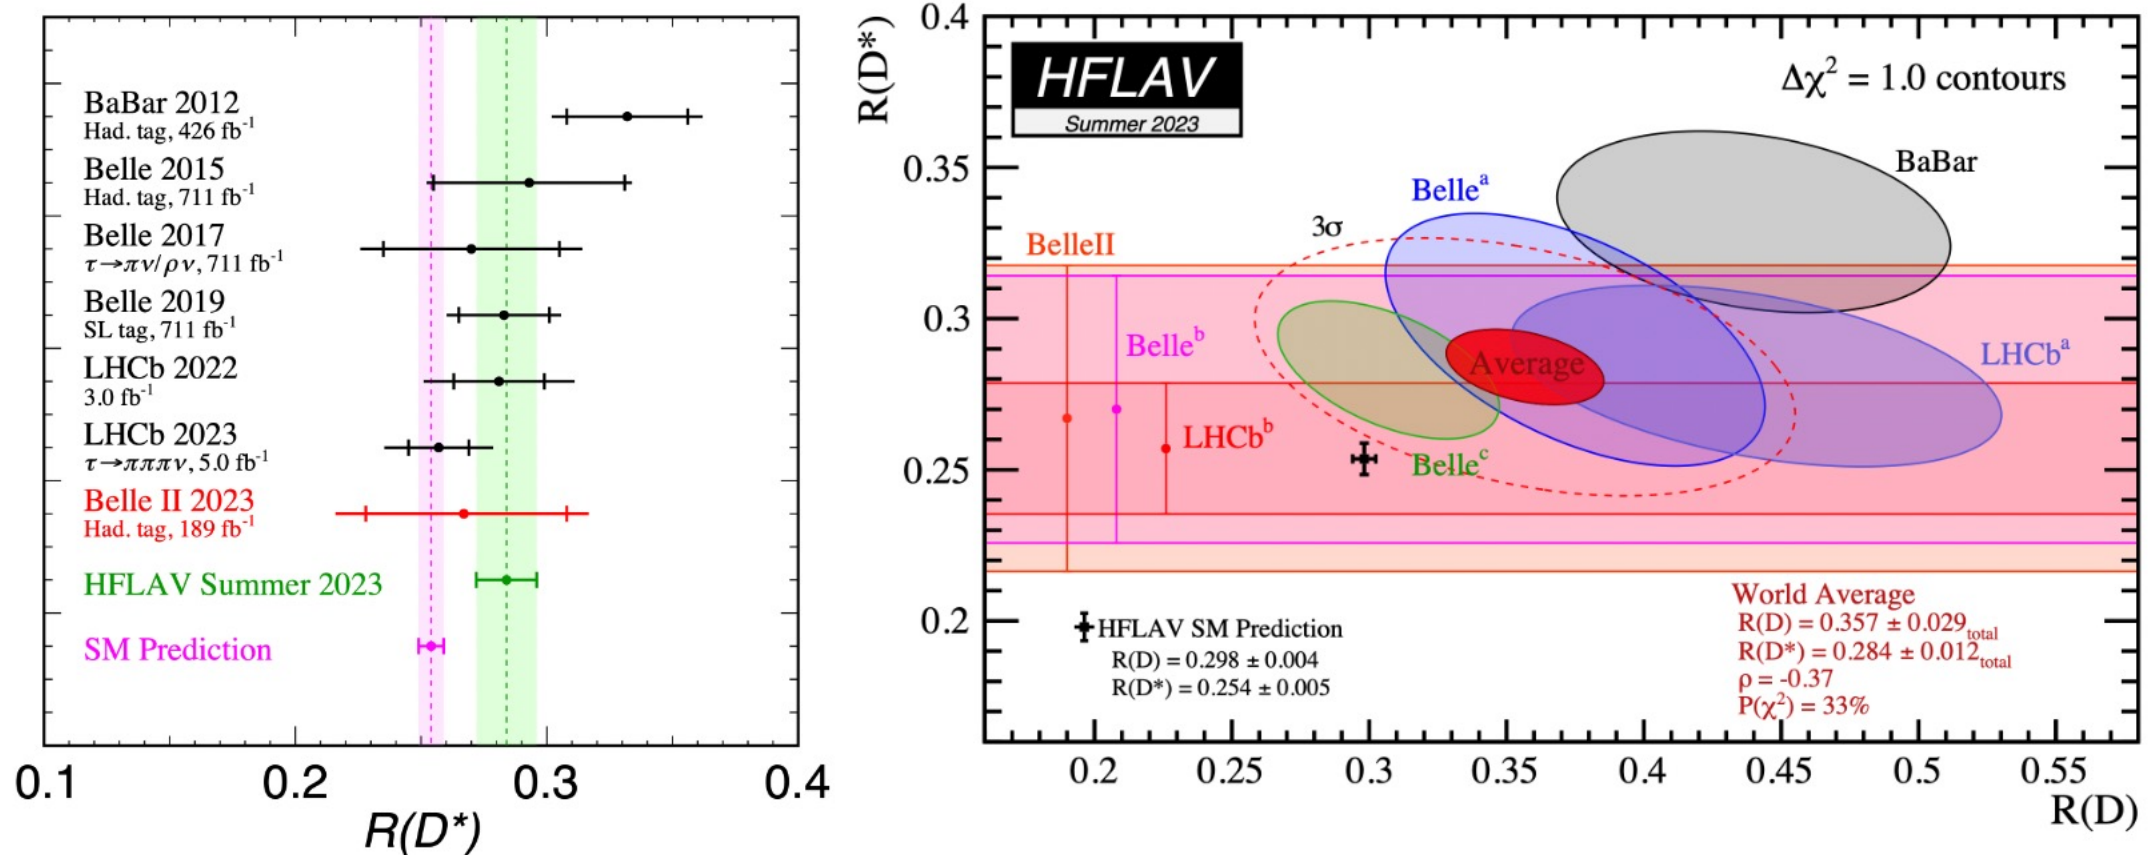 BaBar 2012
Had. tag, 426 fb⁻¹
Belle 2015
Had. tag, 711 fb⁻¹
Belle 2017
τ→πν/ρν, 711 fb⁻¹
Belle 2019
SL tag, 711 fb⁻¹
LHCb 2022
3.0 fb⁻¹
LHCb 2023
τ→πππν, 5.0 fb⁻¹
Belle II 2023
Had. tag, 189 fb⁻¹
HFLAV Summer 2023
SM Prediction
0.1 0.2 0.3 0.4
R(D*)
R(D*)
0.4
0.35
0.3
0.25
0.2
HFLAV
Summer 2023
Δχ² = 1.0 contours
BaBar
Belleᵃ
3σ
BelleII
Belleᵇ
LHCbᵃ
Average
LHCbᵇ
Belleᶜ
HFLAV SM Prediction
R(D) = 0.298 ± 0.004
R(D*) = 0.254 ± 0.005
World Average
R(D) = 0.357 ± 0.029 total
R(D*) = 0.284 ± 0.012 total
ρ = -0.37
P(χ²) = 33%
0.2 0.25 0.3 0.35 0.4 0.45 0.5 0.55
R(D)